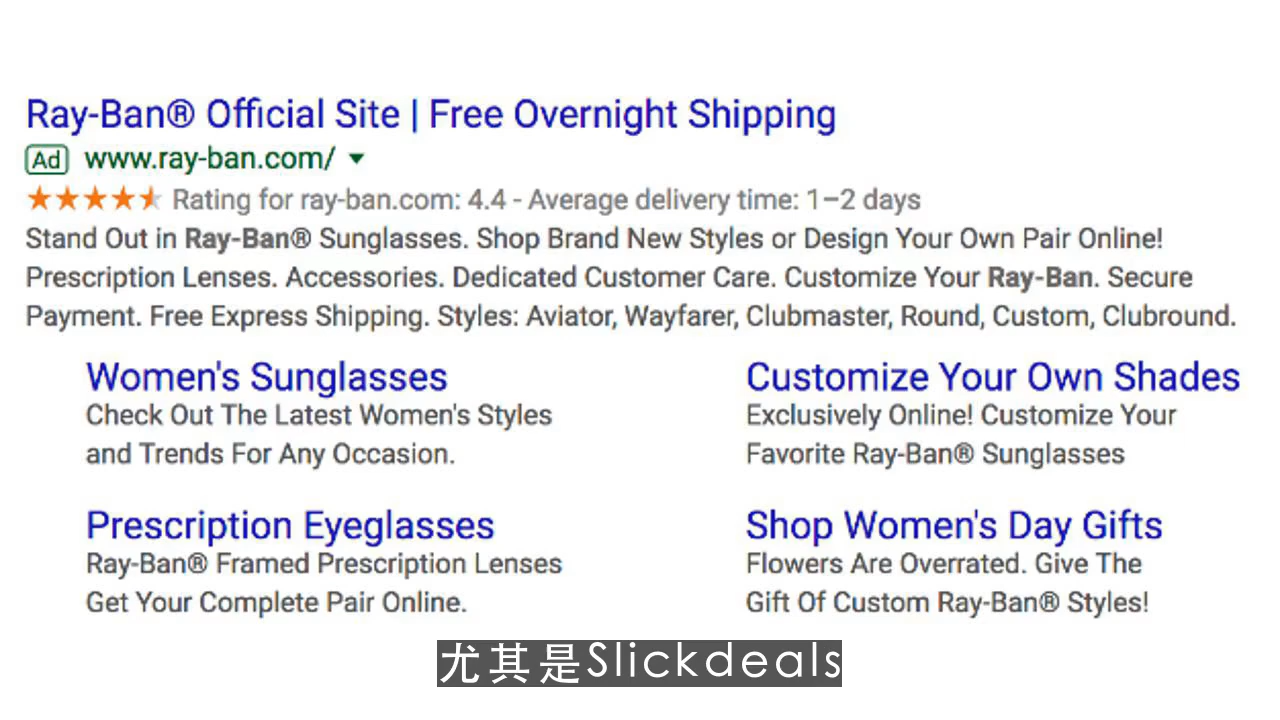 Ray-Ban® Official Site | Free Overnight Shipping
Ad www.ray-ban.com/
Rating for ray-ban.com: 4.4 - Average delivery time: 1–2 days
Stand Out in Ray-Ban® Sunglasses. Shop Brand New Styles or Design Your Own Pair Online!
Prescription Lenses. Accessories. Dedicated Customer Care. Customize Your Ray-Ban. Secure
Payment. Free Express Shipping. Styles: Aviator, Wayfarer, Clubmaster, Round, Custom, Clubround.
Women's Sunglasses
Check Out The Latest Women's Styles
and Trends For Any Occasion.
Customize Your Own Shades
Exclusively Online! Customize Your
Favorite Ray-Ban® Sunglasses
Prescription Eyeglasses
Ray-Ban® Framed Prescription Lenses
Get Your Complete Pair Online.
Shop Women's Day Gifts
Flowers Are Overrated. Give The
Gift Of Custom Ray-Ban® Styles!
尤其是Slickdeals